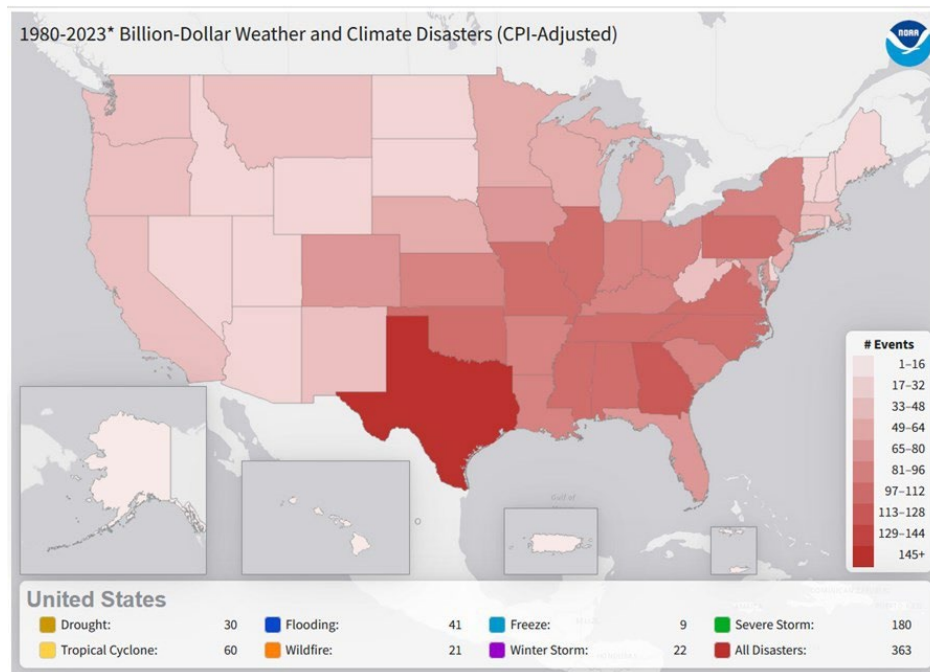 1980-2023* Billion-Dollar Weather and Climate Disasters (CPI-Adjusted)
NOAA
# Events
1–16
17–32
33–48
49–64
65–80
81–96
97–112
113–128
129–144
145+
Gulf of
United States
Drought: 30 Flooding: 41 Freeze: 9 Severe Storm: 180
Tropical Cyclone: 60 Wildfire: 21 Winter Storm: 22 All Disasters: 363